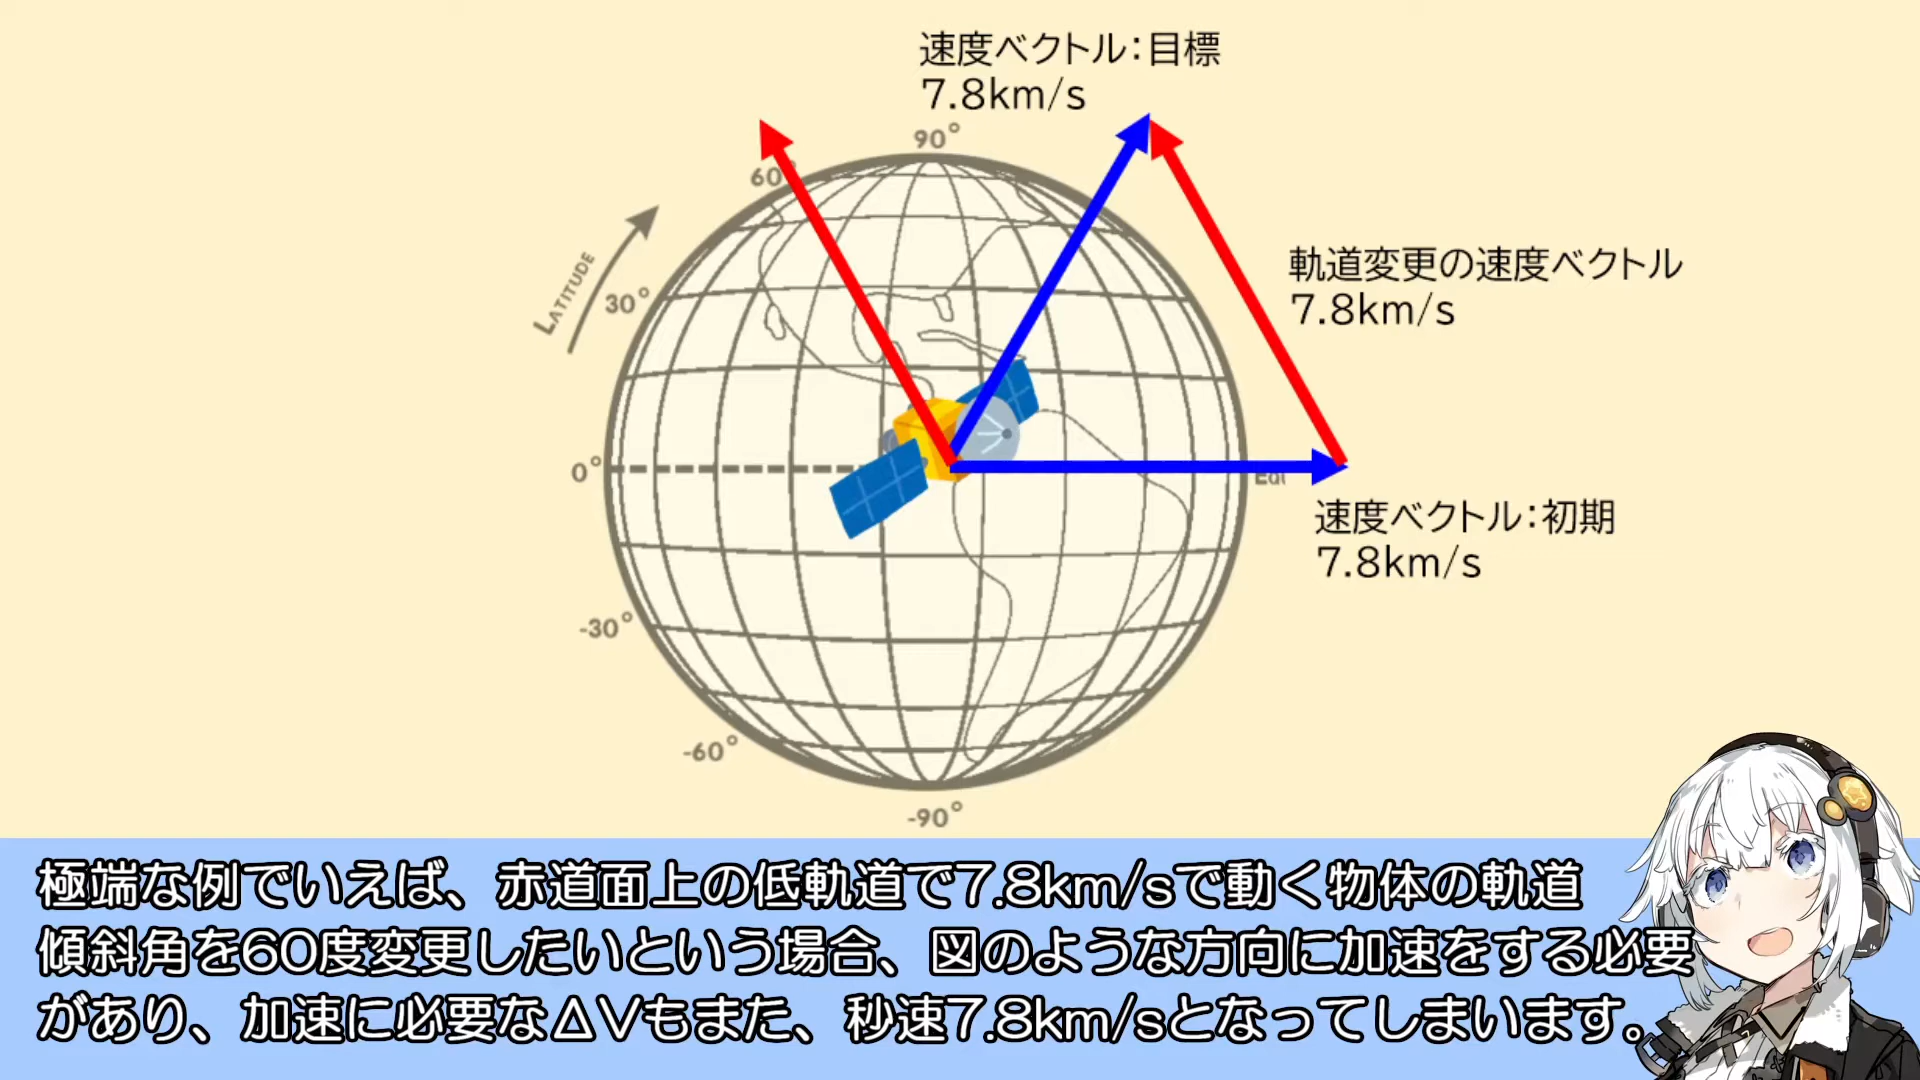 速度ベクトル：目標
7.8km/s
90°
60°
LATITUDE
30°
軌道変更の速度ベクトル
7.8km/s
0°
速度ベクトル：初期
7.8km/s
-30°
-60°
-90°
極端な例でいえば、赤道面上の低軌道で7.8km/sで動く物体の軌道
傾斜角を60度変更したいという場合、図のような方向に加速をする必要
があり、加速に必要なΔVもまた、秒速7.8km/sとなってしまいます。